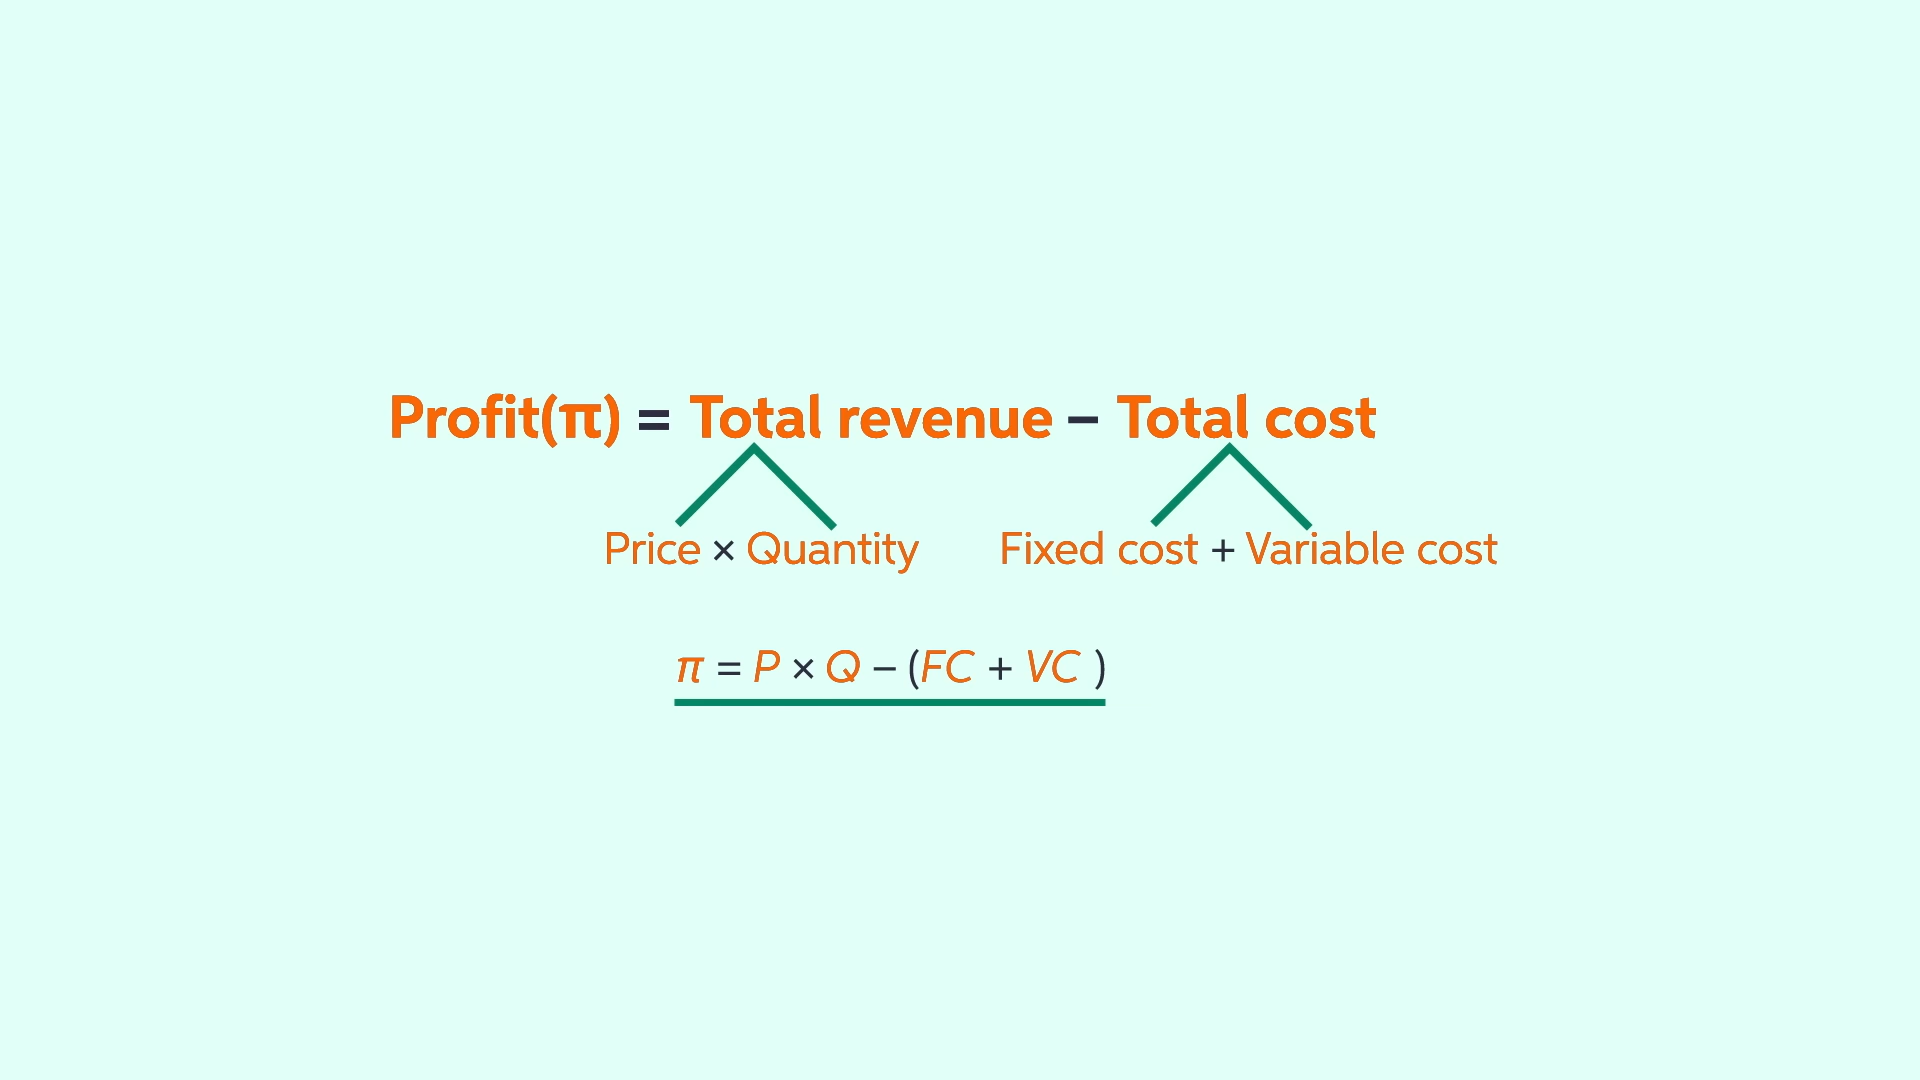 Profit(π) = Total revenue – Total cost
Price × Quantity Fixed cost + Variable cost
π = P × Q – (FC + VC )